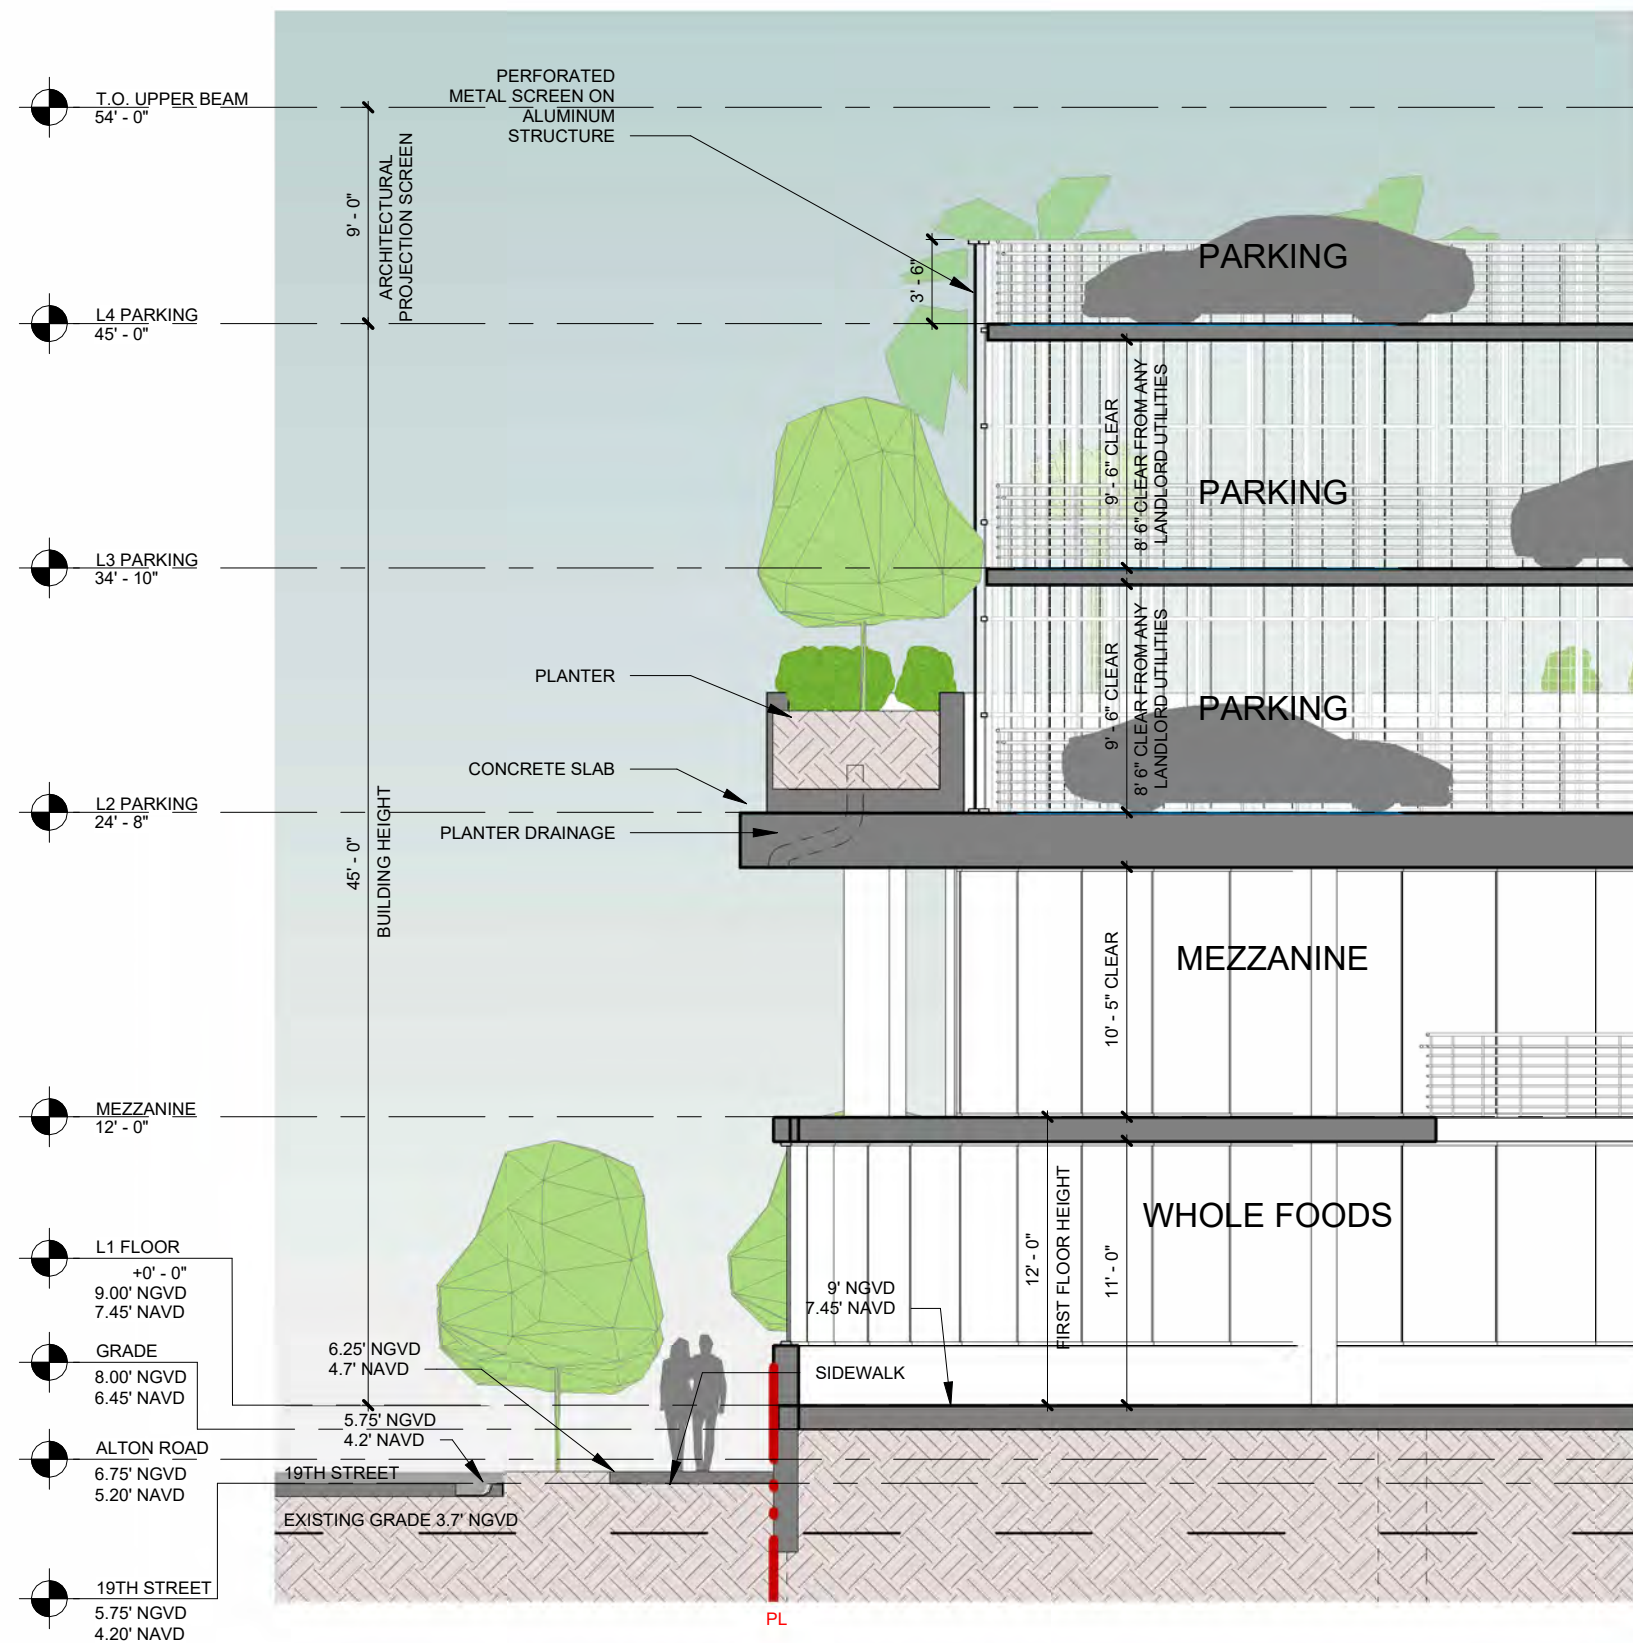 T.O. UPPER BEAM
54' - 0"
PERFORATED
METAL SCREEN ON
ALUMINUM
STRUCTURE
9' - 0"
ARCHITECTURAL
PROJECTION SCREEN
3' - 6"
PARKING
L4 PARKING
45' - 0"
9' - 6" CLEAR
8' 6" CLEAR FROM ANY
LANDLORD UTILITIES
PARKING
L3 PARKING
34' - 10"
9' - 6" CLEAR
8' 6" CLEAR FROM ANY
LANDLORD UTILITIES
PLANTER
PARKING
CONCRETE SLAB
L2 PARKING
24' - 8"
PLANTER DRAINAGE
45' - 0"
BUILDING HEIGHT
10' - 5" CLEAR
MEZZANINE
MEZZANINE
12' - 0"
WHOLE FOODS
12' - 0"
FIRST FLOOR HEIGHT
11' - 0"
L1 FLOOR
+0' - 0"
9.00' NGVD
7.45' NAVD
9' NGVD
7.45' NAVD
GRADE
8.00' NGVD
6.45' NAVD
6.25' NGVD
4.7' NAVD
SIDEWALK
5.75' NGVD
4.2' NAVD
ALTON ROAD
6.75' NGVD
5.20' NAVD
19TH STREET
EXISTING GRADE 3.7' NGVD
19TH STREET
5.75' NGVD
4.20' NAVD
PL